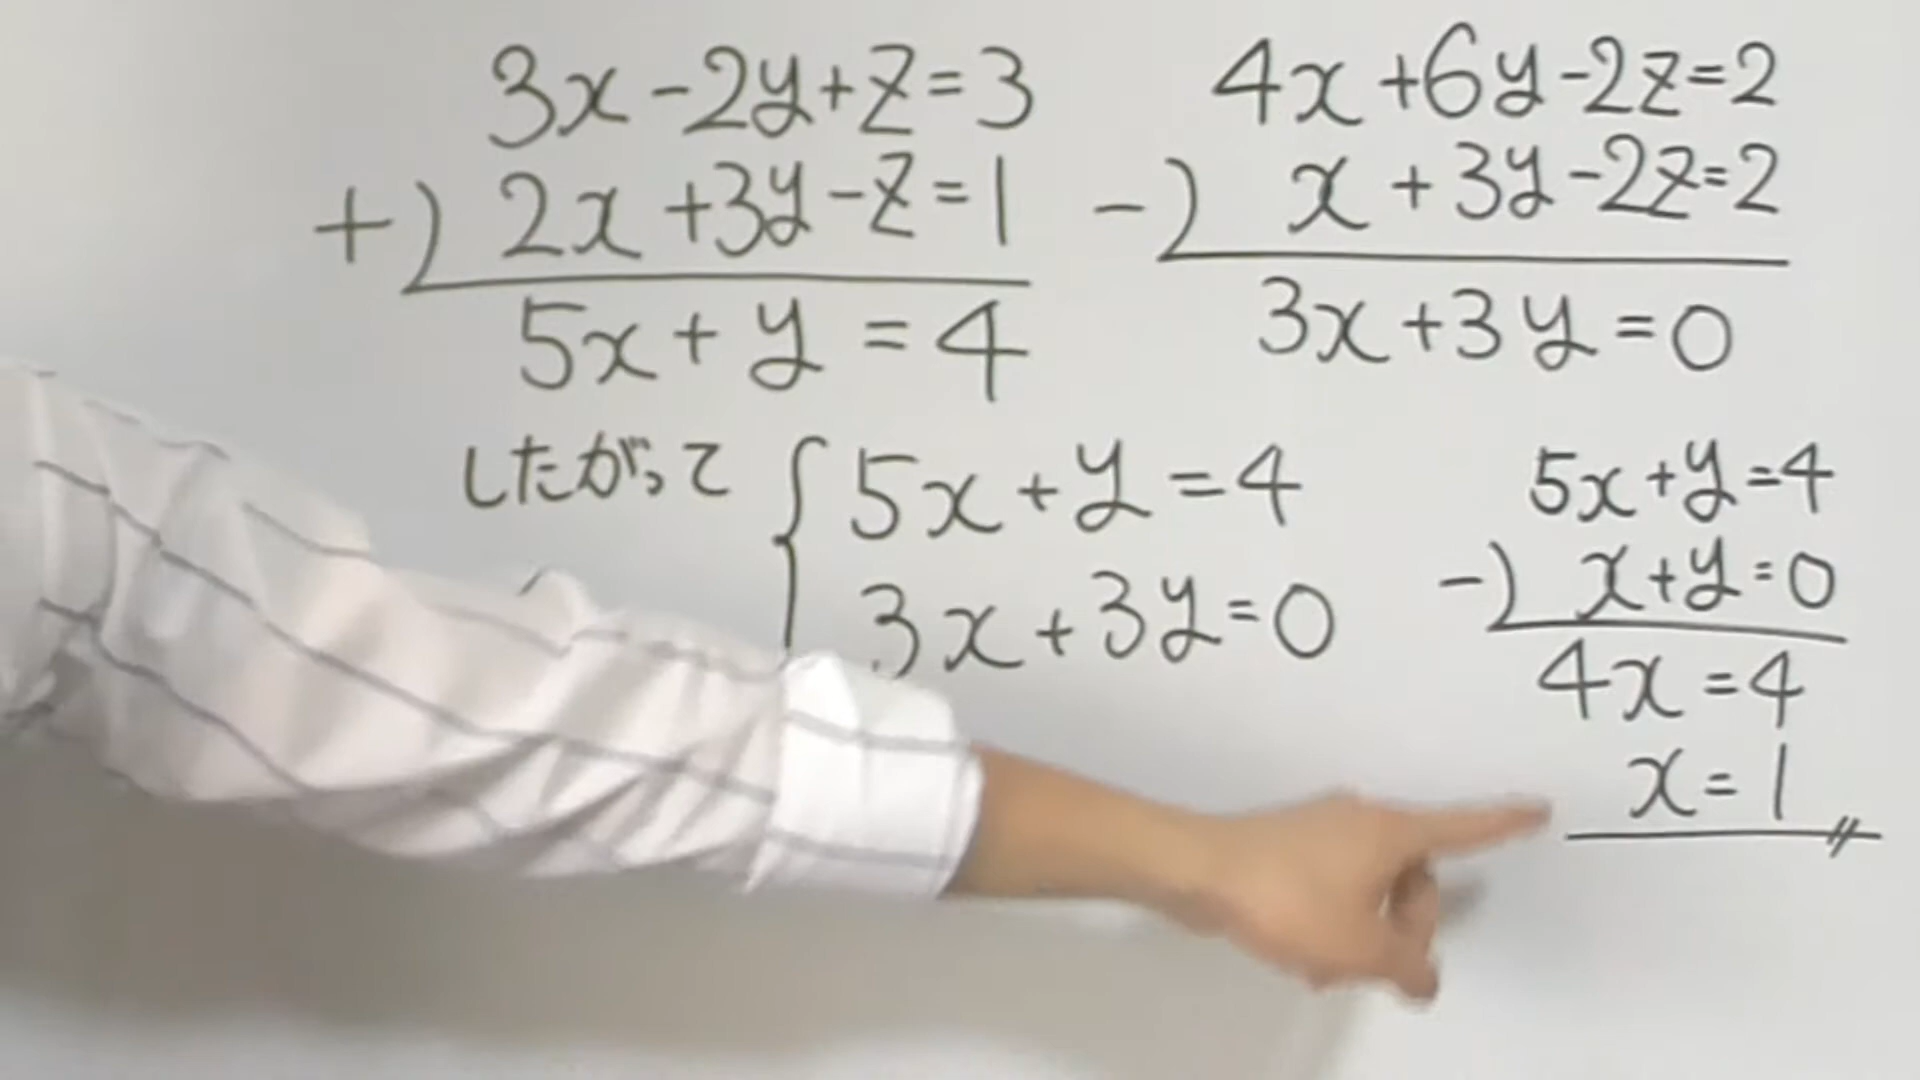 3x-2y+z=3
+) 2x+3y-z=1
5x+y=4
4x+6y-2z=2
-) x+3y-2z=2
3x+3y=0
したがって { 5x+y=4
3x+3y=0
5x+y=4
-) x+y=0
4x=4
x=1